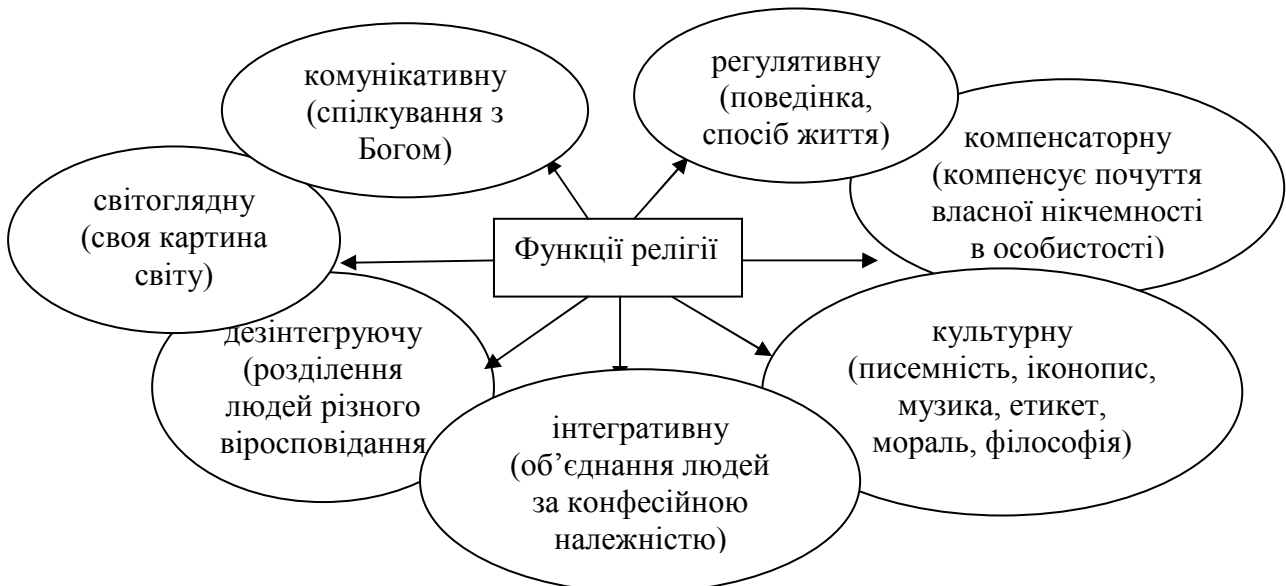 комунікативну
(спілкування з
Богом)
регулятивну
(поведінка,
спосіб життя)
компенсаторну
(компенсує почуття
власної нікчемності
в особистості)
світоглядну
(своя картина
світу)
Функції релігії
дезінтегруючу
(розділення
людей різного
віросповідання
інтегративну
(об’єднання людей
за конфесійною
належністю)
культурну
(писемність, іконопис,
музика, етикет,
мораль, філософія)